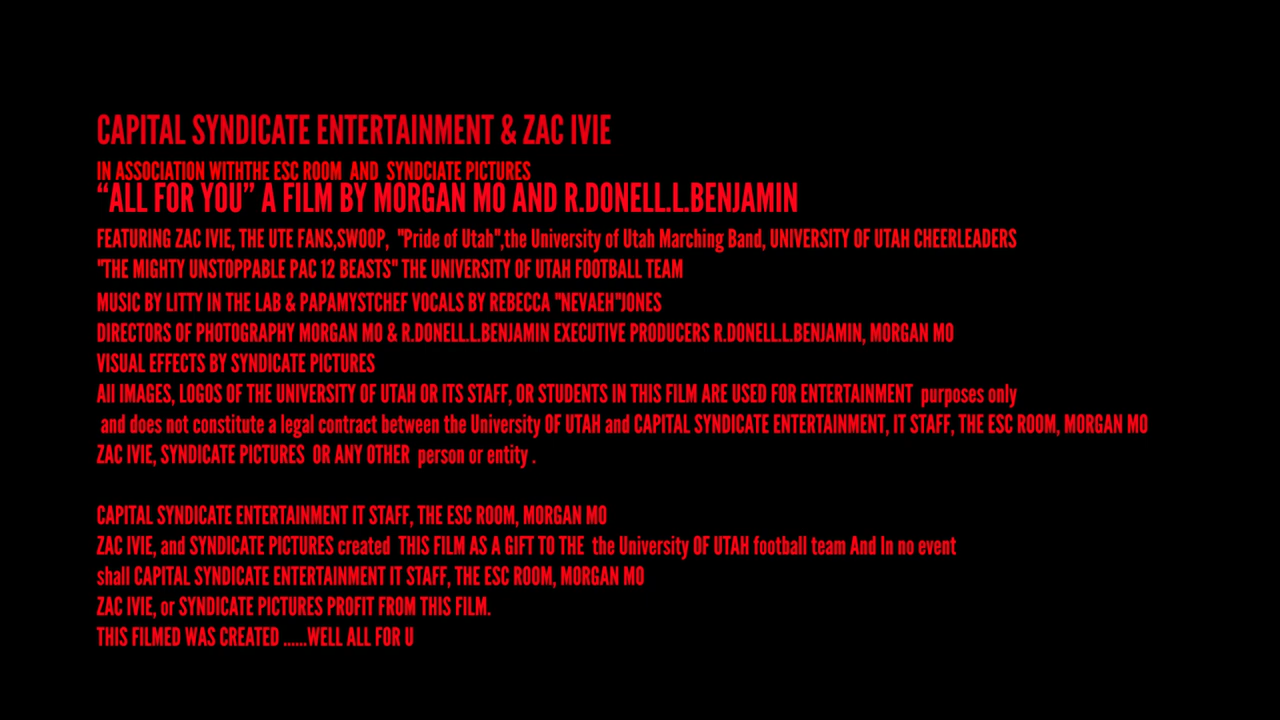 CAPITAL SYNDICATE ENTERTAINMENT & ZAC IVIE
IN ASSOCIATION WITHTHE ESC ROOM AND SYNDCIATE PICTURES
“ALL FOR YOU” A FILM BY MORGAN MO AND R.DONELL.L.BENJAMIN
FEATURING ZAC IVIE, THE UTE FANS,SWOOP, "Pride of Utah",the University of Utah Marching Band, UNIVERSITY OF UTAH CHEERLEADERS
"THE MIGHTY UNSTOPPABLE PAC 12 BEASTS" THE UNIVERSITY OF UTAH FOOTBALL TEAM
MUSIC BY LITTY IN THE LAB & PAPAMYSTCHEF VOCALS BY REBECCA "NEVAEH"JONES
DIRECTORS OF PHOTOGRAPHY MORGAN MO & R.DONELL.L.BENJAMIN EXECUTIVE PRODUCERS R.DONELL.L.BENJAMIN, MORGAN MO
VISUAL EFFECTS BY SYNDICATE PICTURES
All IMAGES, LOGOS OF THE UNIVERSITY OF UTAH OR ITS STAFF, OR STUDENTS IN THIS FILM ARE USED FOR ENTERTAINMENT purposes only
and does not constitute a legal contract between the University OF UTAH and CAPITAL SYNDICATE ENTERTAINMENT, IT STAFF, THE ESC ROOM, MORGAN MO
ZAC IVIE, SYNDICATE PICTURES OR ANY OTHER person or entity .
CAPITAL SYNDICATE ENTERTAINMENT IT STAFF, THE ESC ROOM, MORGAN MO
ZAC IVIE, and SYNDICATE PICTURES created THIS FILM AS A GIFT TO THE the University OF UTAH football team And In no event
shall CAPITAL SYNDICATE ENTERTAINMENT IT STAFF, THE ESC ROOM, MORGAN MO
ZAC IVIE, or SYNDICATE PICTURES PROFIT FROM THIS FILM.
THIS FILMED WAS CREATED ......WELL ALL FOR U